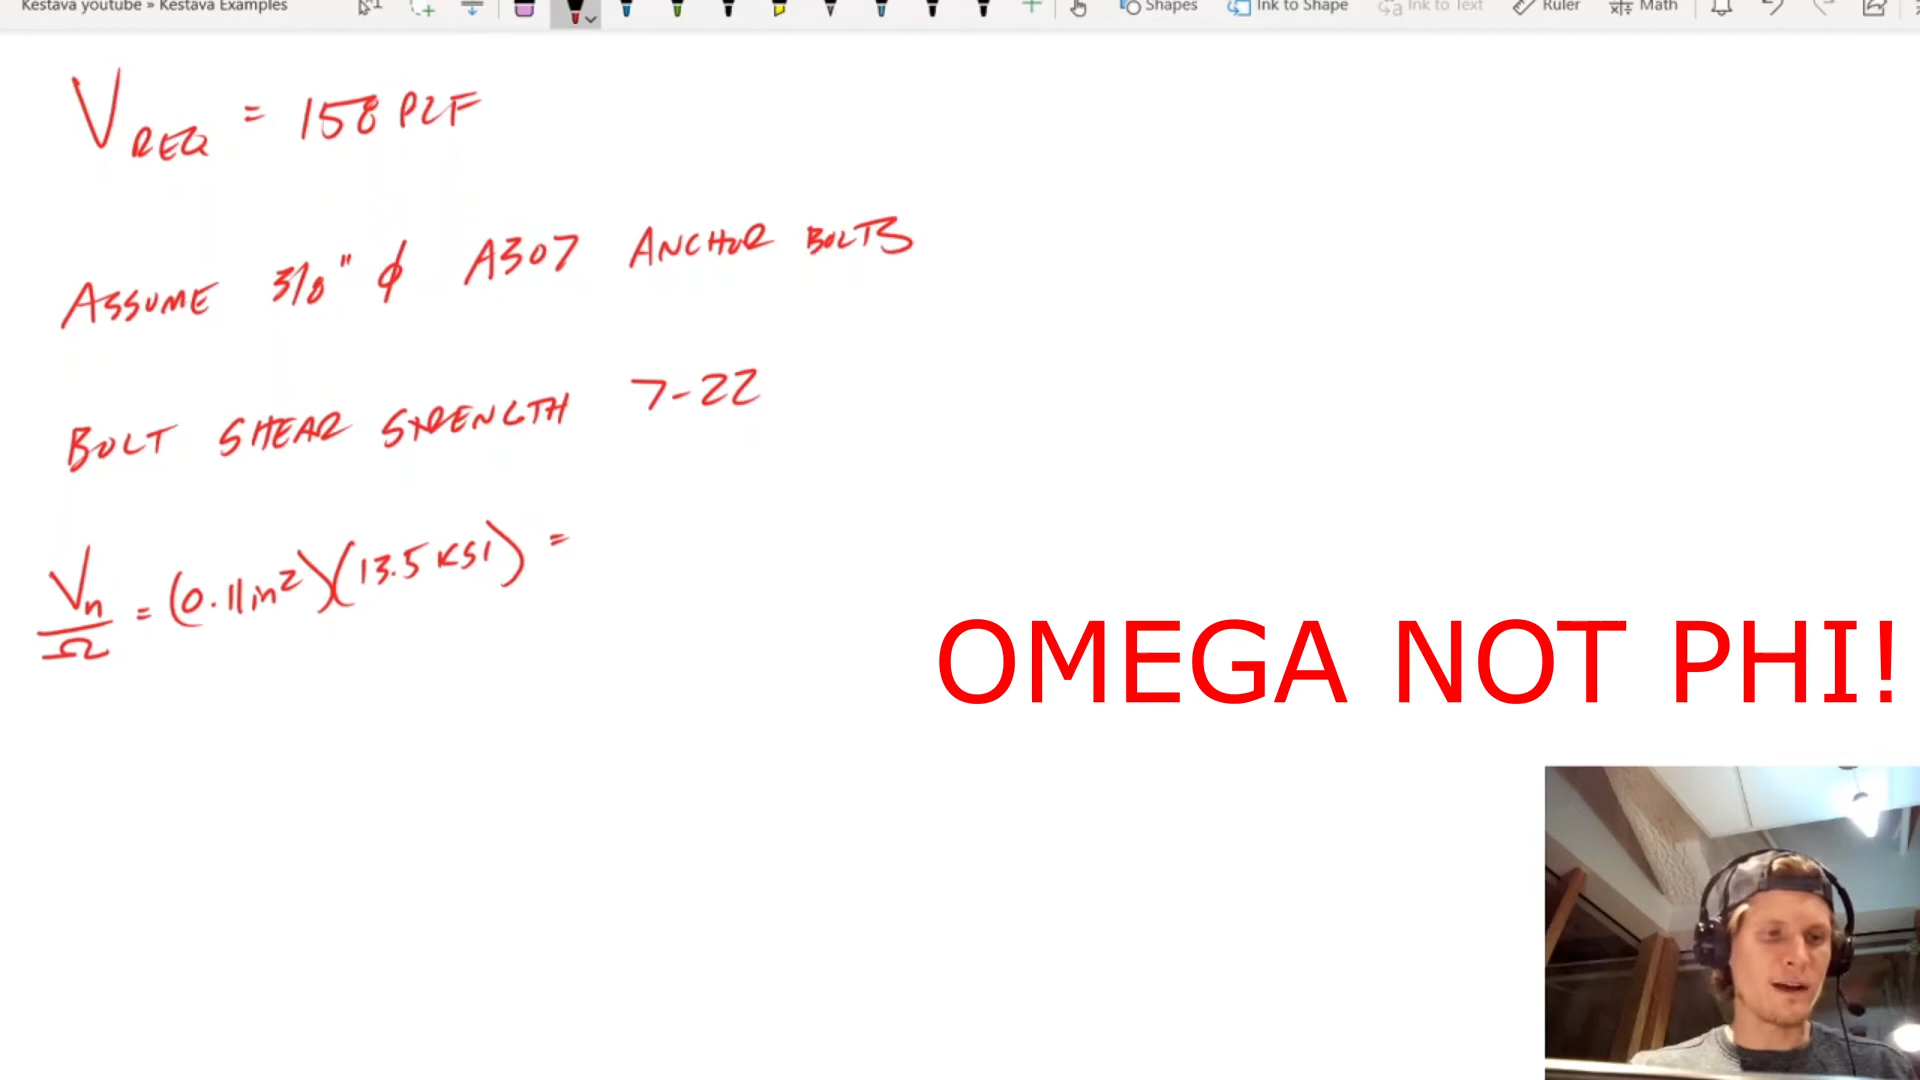 Kestava youtube » Kestava Examples
Shapes
Ink to Shape
Ink to Text
Ruler
Math
V REQ = 158 PLF
ASSUME 3/8" ϕ A307 ANCHOR BOLTS
BOLT SHEAR STRENGTH 7-22
Vn/Ω = (0.11in²)(13.5 KSI) =
OMEGA NOT PHI!